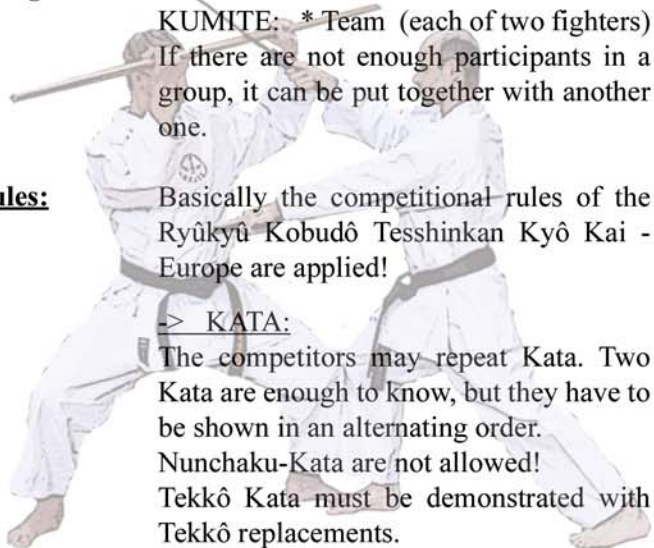 KUMITE: * Team (each of two fighters)
If there are not enough participants in a
group, it can be put together with another
one.
ules:
Basically the competitional rules of the
Ryûkyû Kobudô Tesshinkan Kyô Kai -
Europe are applied!
-> KATA:
The competitors may repeat Kata. Two
Kata are enough to know, but they have to
be shown in an alternating order.
Nunchaku-Kata are not allowed!
Tekkô Kata must be demonstrated with
Tekkô replacements.